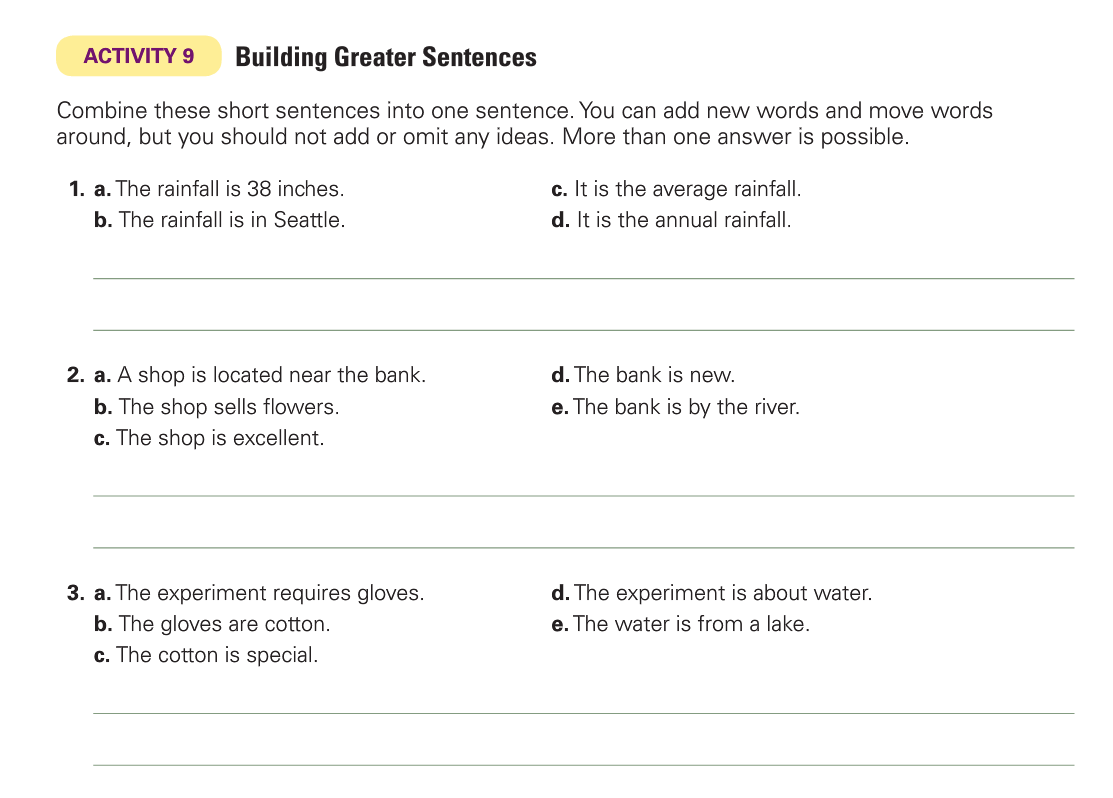 ACTIVITY 9 Building Greater Sentences
Combine these short sentences into one sentence. You can add new words and move words
around, but you should not add or omit any ideas. More than one answer is possible.
1. a. The rainfall is 38 inches.
b. The rainfall is in Seattle.
c. It is the average rainfall.
d. It is the annual rainfall.
2. a. A shop is located near the bank.
b. The shop sells flowers.
c. The shop is excellent.
d. The bank is new.
e. The bank is by the river.
3. a. The experiment requires gloves.
b. The gloves are cotton.
c. The cotton is special.
d. The experiment is about water.
e. The water is from a lake.